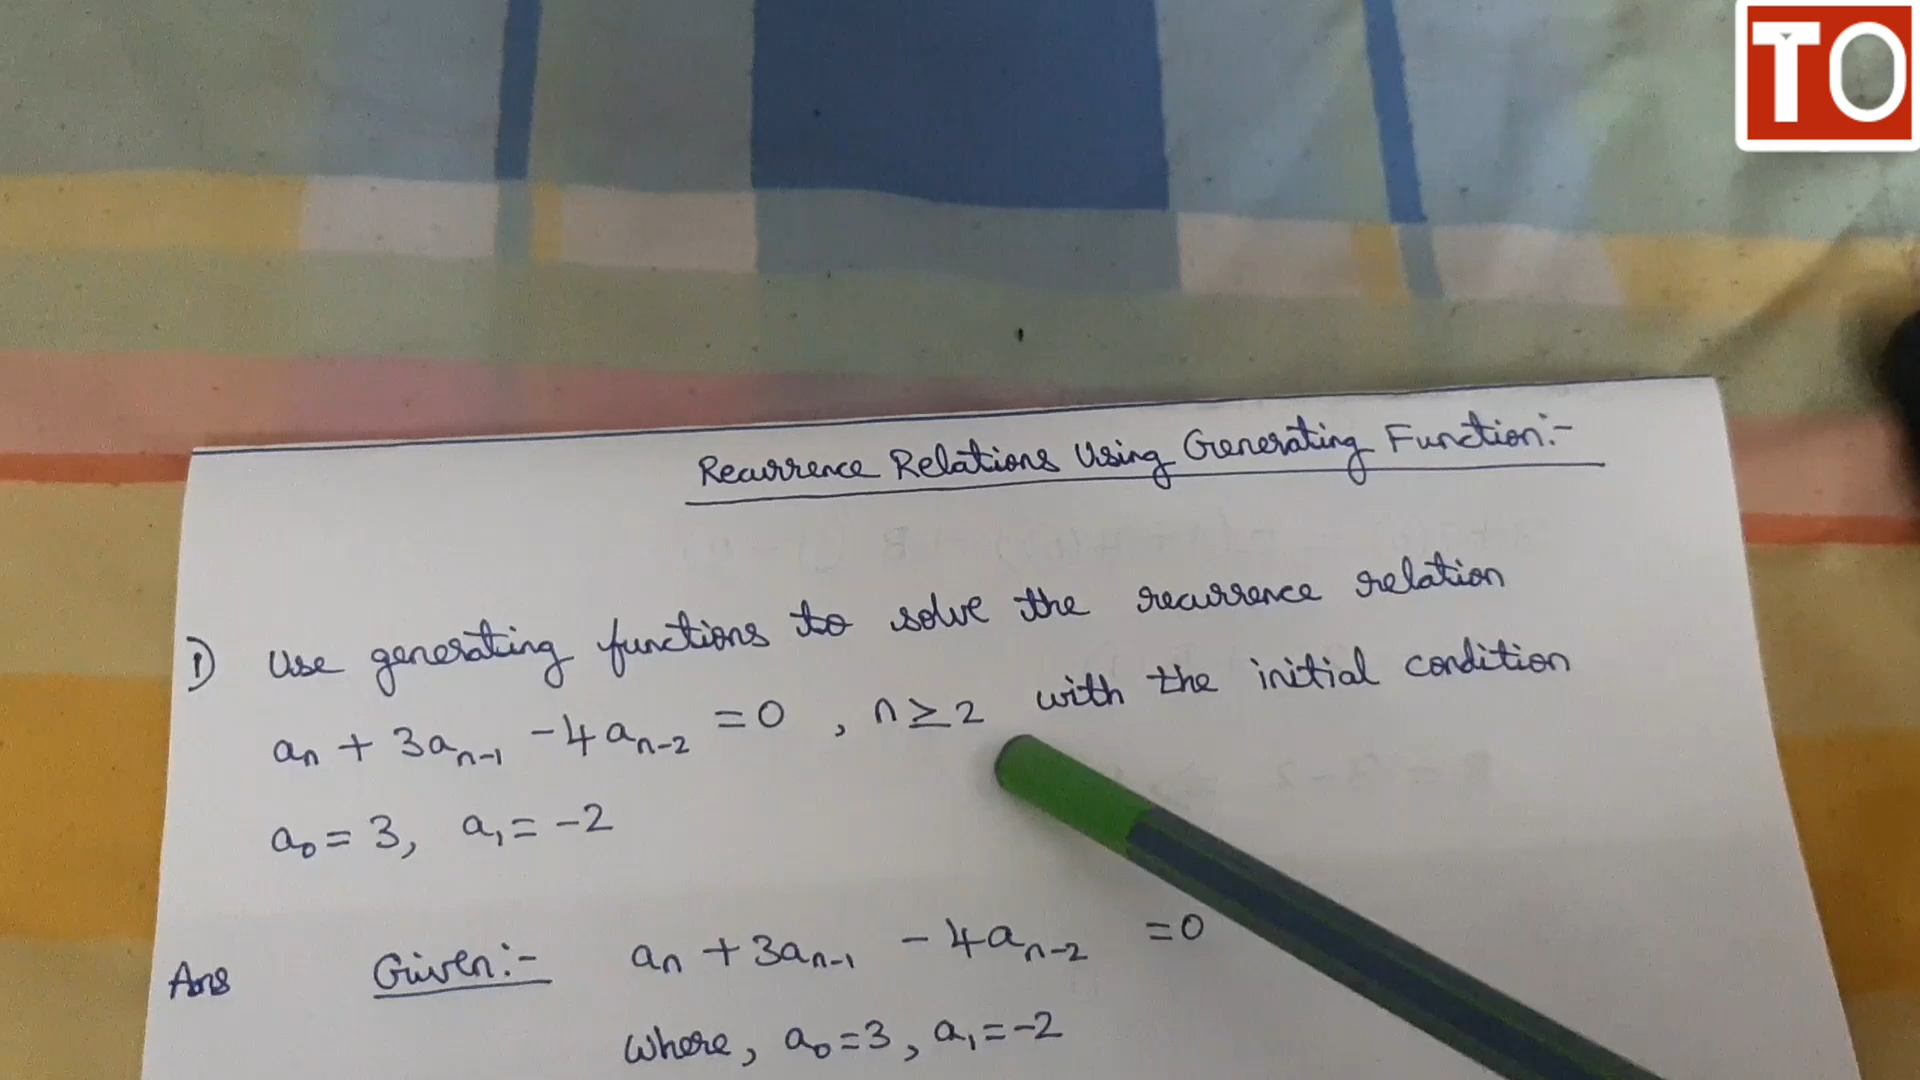 TO
Recurrence Relations Using Generating Function:-
1) Use generating functions to solve the recurrence relation
aₙ + 3aₙ₋₁ - 4aₙ₋₂ = 0 , n ≥ 2 with the initial condition
a₀ = 3, a₁ = -2
Ans Given:- aₙ + 3aₙ₋₁ - 4aₙ₋₂ = 0
where, a₀ = 3, a₁ = -2